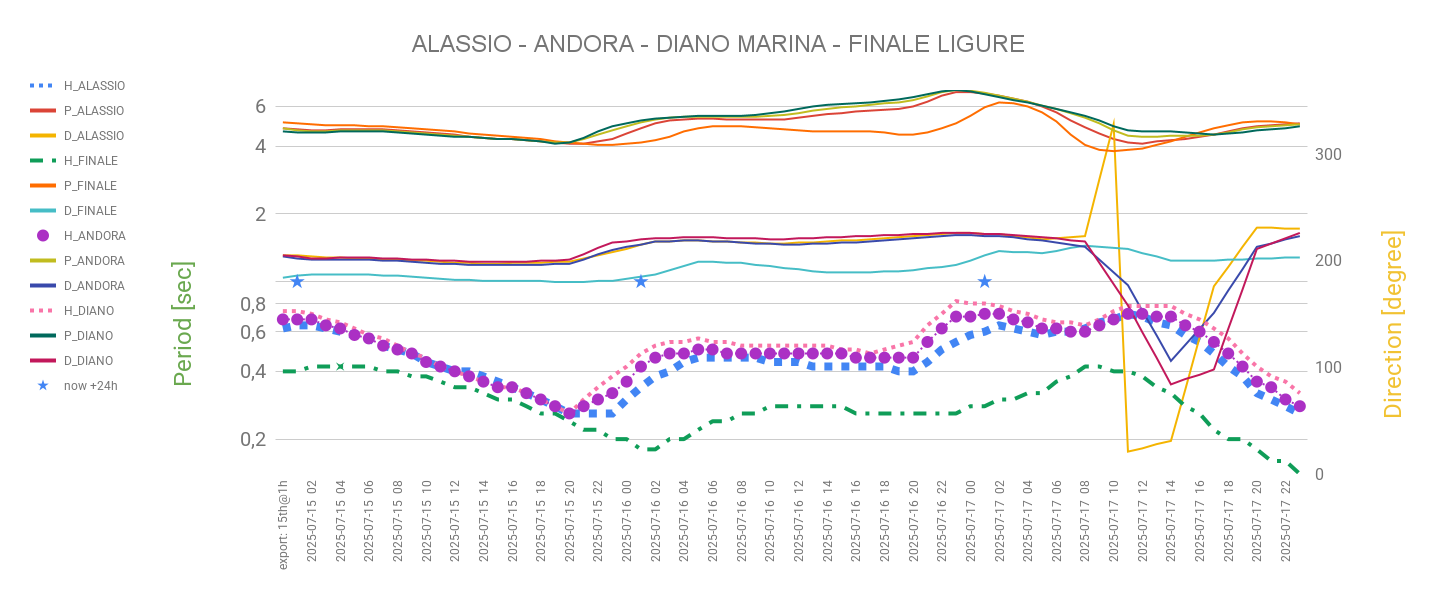 ALASSIO - ANDORA - DIANO MARINA - FINALE LIGURE
H_ALASSIO
P_ALASSIO
D_ALASSIO
H_FINALE
P_FINALE
D_FINALE
H_ANDORA
P_ANDORA
D_ANDORA
H_DIANO
P_DIANO
D_DIANO
now +24h
Period [sec]
6
4
2
0,8
0,6
0,4
0,2
300
200
100
0
Direction [degree]
export: 15th@1h
2025-07-15 02
2025-07-15 04
2025-07-15 06
2025-07-15 08
2025-07-15 10
2025-07-15 12
2025-07-15 14
2025-07-15 16
2025-07-15 18
2025-07-15 20
2025-07-15 22
2025-07-16 00
2025-07-16 02
2025-07-16 04
2025-07-16 06
2025-07-16 08
2025-07-16 10
2025-07-16 12
2025-07-16 14
2025-07-16 16
2025-07-16 18
2025-07-16 20
2025-07-16 22
2025-07-17 00
2025-07-17 02
2025-07-17 04
2025-07-17 06
2025-07-17 08
2025-07-17 10
2025-07-17 12
2025-07-17 14
2025-07-17 16
2025-07-17 18
2025-07-17 20
2025-07-17 22